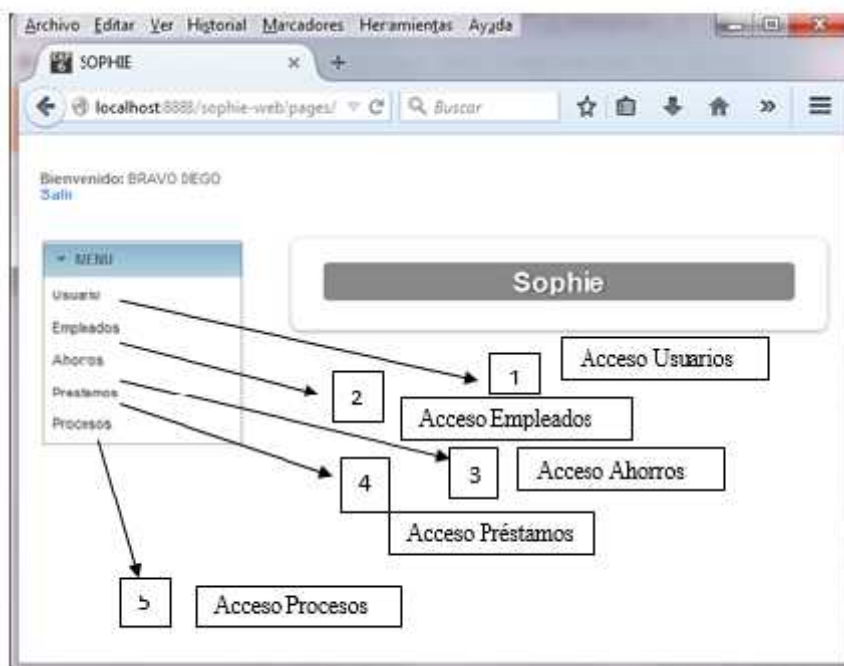 Archivo Editar Ver Historial Marcadores Herramientas Ayuda
SOPHIE
localhost:8888/sophie-web/pages/ Buscar
Bienvenido: BRAVO DIEGO
Salir
MENU
Sophie
Usuario
Empleados
Ahorros
Prestamos
Procesos
1 Acceso Usuarios
2 Acceso Empleados
3 Acceso Ahorros
4 Acceso Préstamos
5 Acceso Procesos